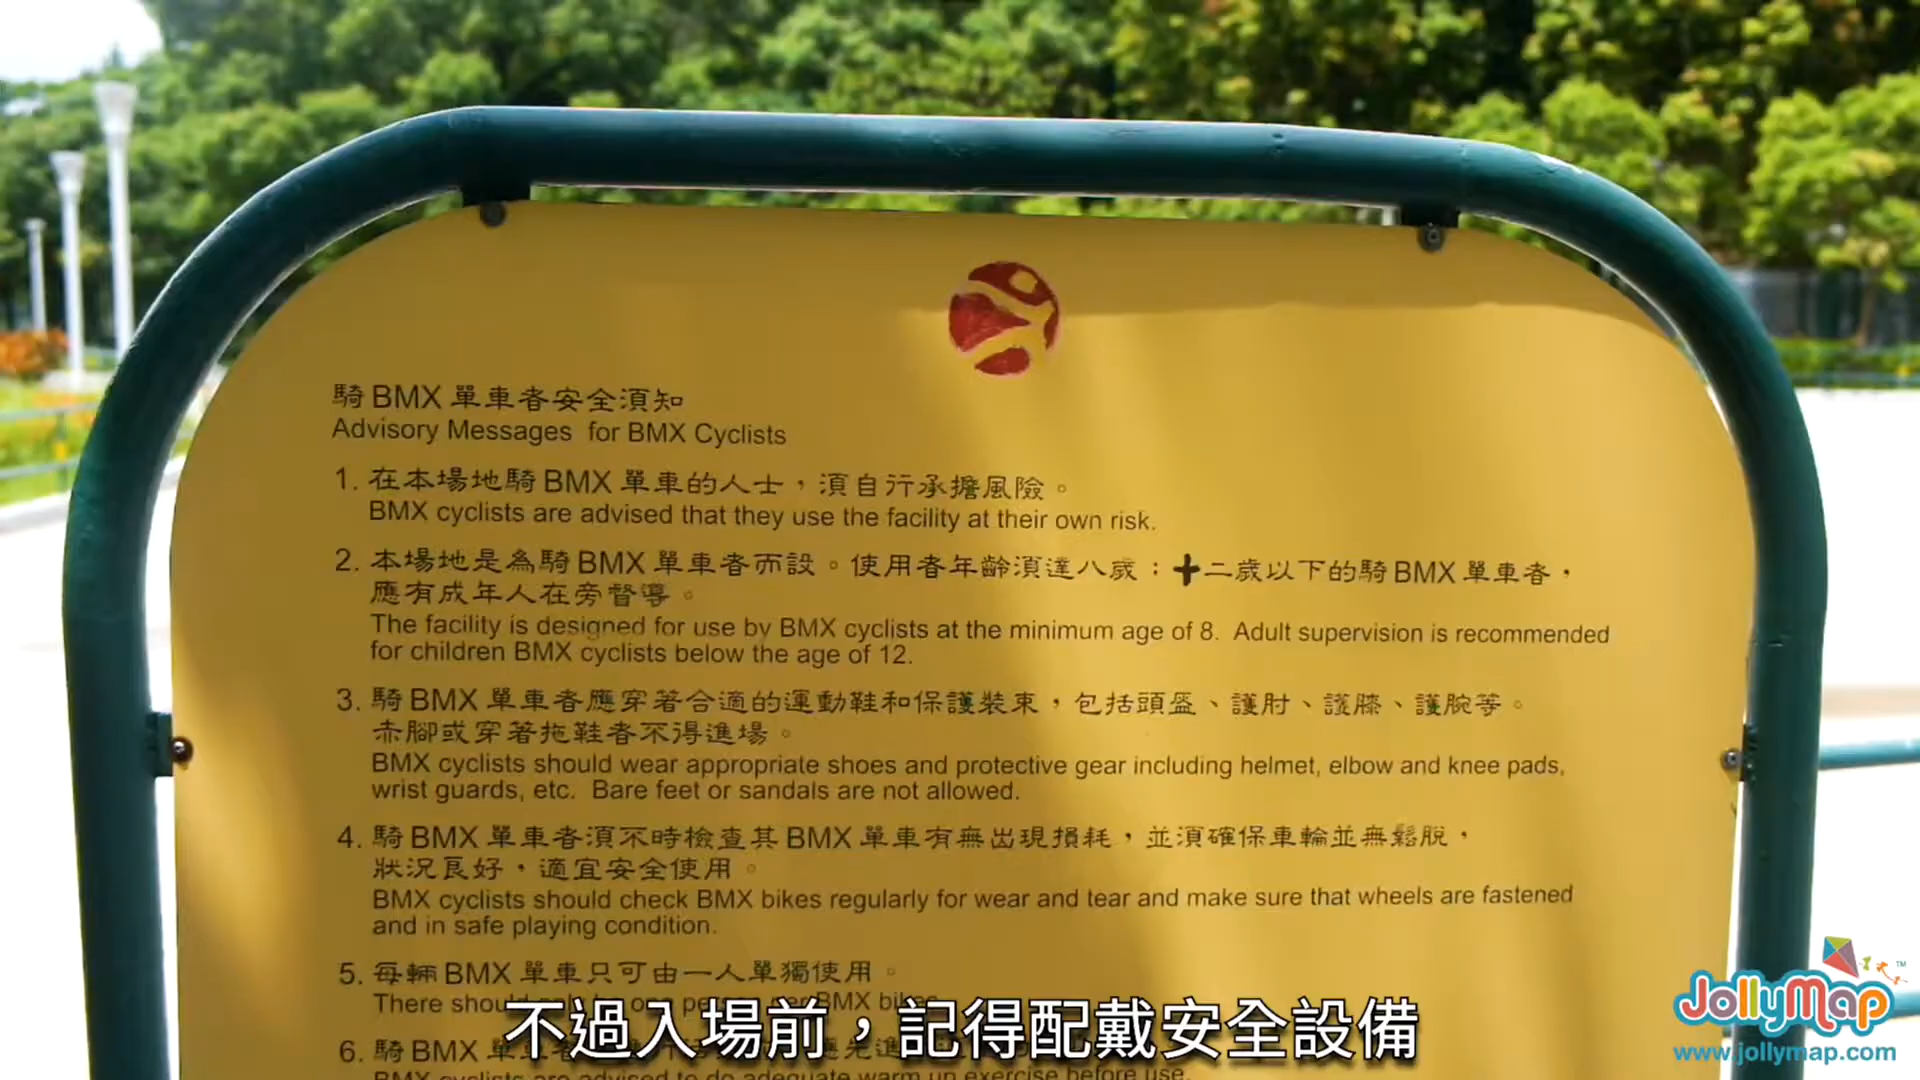 騎BMX單車者安全須知
Advisory Messages for BMX Cyclists
1. 在本場地騎BMX單車的人士，須自行承擔風險。
BMX cyclists are advised that they use the facility at their own risk.
2. 本場地是為騎BMX單車者而設。使用者年齡須達八歲；十二歲以下的騎BMX單車者，
應有成年人在旁督導。
The facility is designed for use by BMX cyclists at the minimum age of 8. Adult supervision is recommended
for children BMX cyclists below the age of 12.
3. 騎BMX單車者應穿著合適的運動鞋和保護裝束，包括頭盔、護肘、護膝、護腕等。
赤腳或穿著拖鞋者不得進場。
BMX cyclists should wear appropriate shoes and protective gear including helmet, elbow and knee pads,
wrist guards, etc. Bare feet or sandals are not allowed.
4. 騎BMX單車者須不時檢查其BMX單車有無出現損耗，並須確保車輪並無鬆脫，
狀況良好，適宜安全使用。
BMX cyclists should check BMX bikes regularly for wear and tear and make sure that wheels are fastened
and in safe playing condition.
5. 每輛BMX單車只可由一人單獨使用。
There should only be one person per BMX bike.
6. 騎BMX單車者
BMX cyclists are advised to do adequate warm up exercise before use.
不過入場前，記得配戴安全設備
JollyMap™
www.jollymap.com